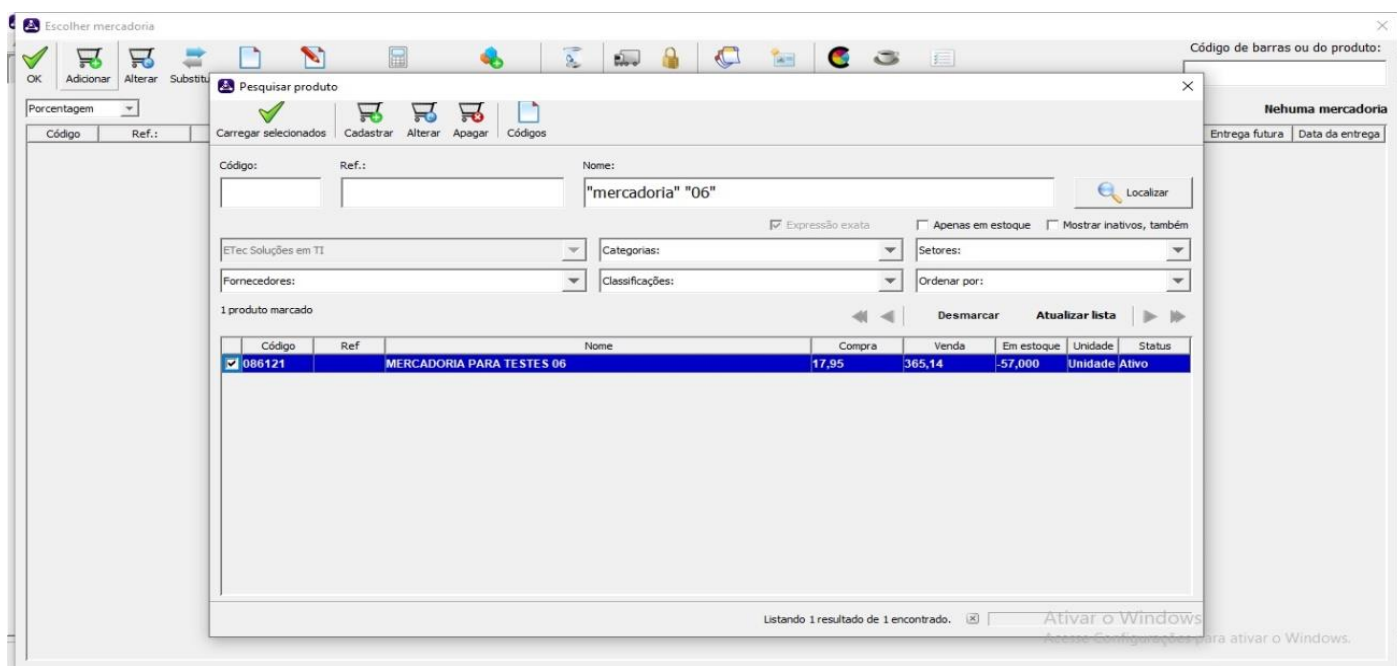 Escolher mercadoria
Código de barras ou do produto:
OK Adicionar Alterar Substitu
Porcentagem
Nehuma mercadoria
Código Ref.: Entrega futura Data da entrega
Pesquisar produto
Carregar selecionados Cadastrar Alterar Apagar Códigos
Código: Ref.: Nome:
"mercadoria" "06" Localizar
Expressão exata Apenas em estoque Mostrar inativos, também
ETec Soluções em TI Categorias: Setores:
Fornecedores: Classificações: Ordenar por:
1 produto marcado Desmarcar Atualizar lista
Código Ref Nome Compra Venda Em estoque Unidade Status
086121 MERCADORIA PARA TESTES 06 17,95 365,14 -57,000 Unidade Ativo
Listando 1 resultado de 1 encontrado.
Ativar o Windows
Acesse Configurações para ativar o Windows.